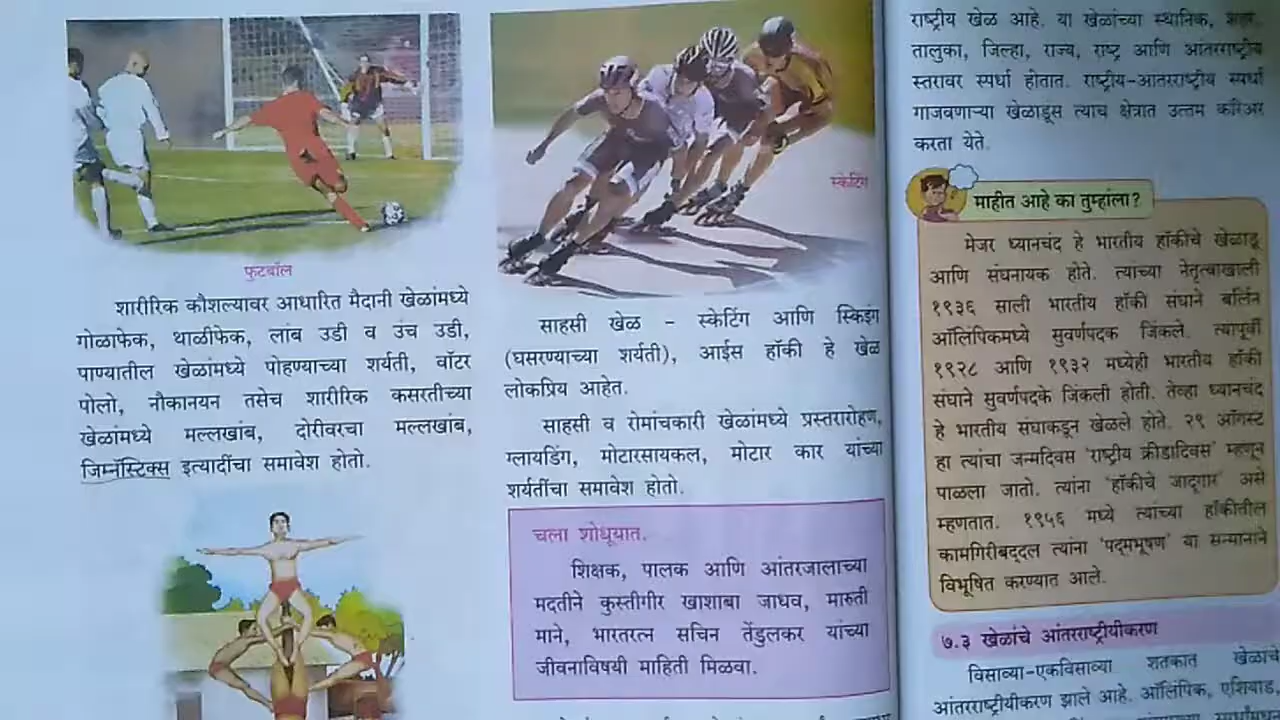 फुटबॉल
शारीरिक कौशल्यावर आधारित मैदानी खेळांमध्ये
गोळाफेक, थाळीफेक, लांब उडी व उंच उडी,
पाण्यातील खेळांमध्ये पोहण्याच्या शर्यती, वॉटर
पोलो, नौकानयन तसेच शारीरिक कसरतीच्या
खेळांमध्ये मल्लखांब, दोरीवरचा मल्लखांब,
जिम्नॅस्टिक्स इत्यादींचा समावेश होतो.
स्केटिंग
साहसी खेळ - स्केटिंग आणि स्किइंग
(घसरण्याच्या शर्यती), आईस हॉकी हे खेळ
लोकप्रिय आहेत.
साहसी व रोमांचकारी खेळांमध्ये प्रस्तरारोहण,
ग्लायडिंग, मोटारसायकल, मोटार कार यांच्या
शर्यतींचा समावेश होतो.
चला शोधूयात.
शिक्षक, पालक आणि आंतरजालाच्या
मदतीने कुस्तीगीर खाशाबा जाधव, मारुती
माने, भारतरत्न सचिन तेंडुलकर यांच्या
जीवनाविषयी माहिती मिळवा.
राष्ट्रीय खेळ आहे. या खेळांच्या स्थानिक, शहर,
तालुका, जिल्हा, राज्य, राष्ट्र आणि आंतरराष्ट्रीय
स्तरावर स्पर्धा होतात. राष्ट्रीय-आंतरराष्ट्रीय स्पर्धा
गाजवणाऱ्या खेळाडूंस त्याच क्षेत्रात उत्तम करिअर
करता येते.
माहीत आहे का तुम्हांला?
मेजर ध्यानचंद हे भारतीय हॉकीचे खेळाडू
आणि संघनायक होते. त्यांच्या नेतृत्वाखाली
१९३६ साली भारतीय हॉकी संघाने बर्लिन
ऑलिंपिकमध्ये सुवर्णपदक जिंकले. त्यापूर्वी
१९२८ आणि १९३२ मध्येही भारतीय हॉकी
संघाने सुवर्णपदके जिंकली होती. तेव्हा ध्यानचंद
हे भारतीय संघाकडून खेळले होते. २९ ऑगस्ट
हा त्यांचा जन्मदिवस 'राष्ट्रीय क्रीडादिवस' म्हणून
पाळला जातो. त्यांना 'हॉकीचे जादूगार' असे
म्हणतात. १९५६ मध्ये त्यांच्या हॉकीतील
कामगिरीबद्दल त्यांना 'पद्मभूषण' या सन्मानाने
विभूषित करण्यात आले.
७.३ खेळांचे आंतरराष्ट्रीयीकरण
विसाव्या-एकविसाव्या शतकात खेळांचे
आंतरराष्ट्रीयीकरण झाले आहे. ऑलिंपिक, एशियाड,